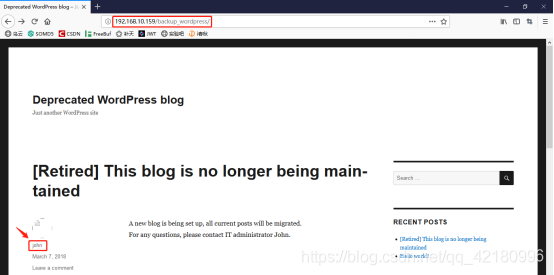 Deprecated WordPress blog – J
192.168.10.159/backup_wordpress/
SOMD5
CSDN
FreeBuf
补天
JWT
实验吧
i春秋
Deprecated WordPress blog
Just another WordPress site
[Retired] This blog is no longer being main-
tained
Search ...
A new blog is being set up, all current posts will be migrated.
For any questions, please contact IT administrator John.
john
March 7, 2018
Leave a comment
RECENT POSTS
[Retired] This blog is no longer being
maintained
Hello world!
https://blog.csdn.net/qq_42180996